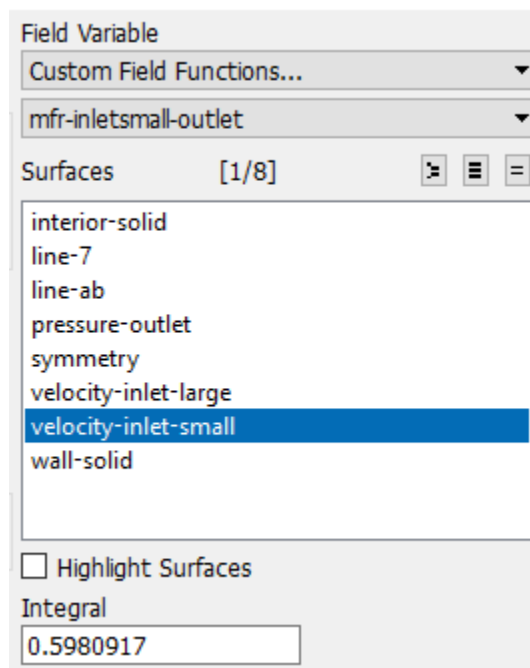 Field Variable
Custom Field Functions...
mfr-inletsmall-outlet
Surfaces [1/8]
interior-solid
line-7
line-ab
pressure-outlet
symmetry
velocity-inlet-large
velocity-inlet-small
wall-solid
Highlight Surfaces
Integral
0.5980917